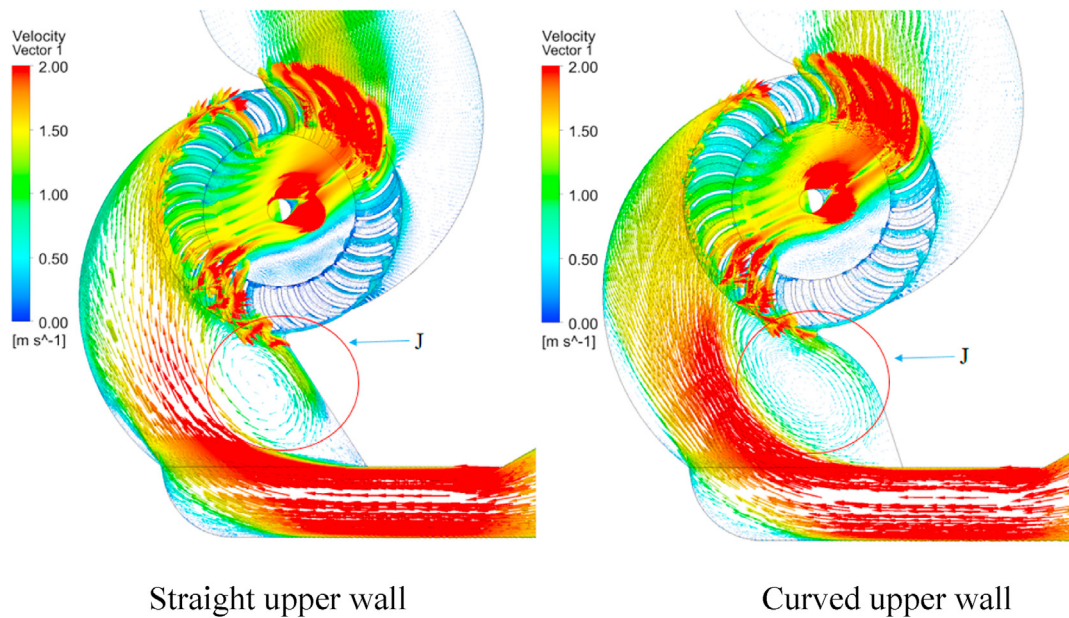 Velocity
Vector 1
2.00
1.50
1.00
0.50
0.00
[m s^-1]
J
Straight upper wall
Velocity
Vector 1
2.00
1.50
1.00
0.50
0.00
[m s^-1]
J
Curved upper wall